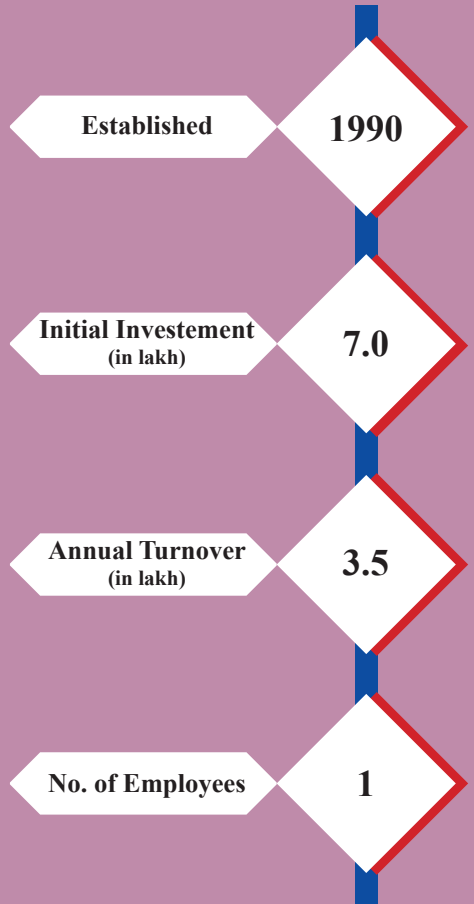 Established
1990
Initial Investement
(in lakh)
7.0
Annual Turnover
(in lakh)
3.5
No. of Employees
1